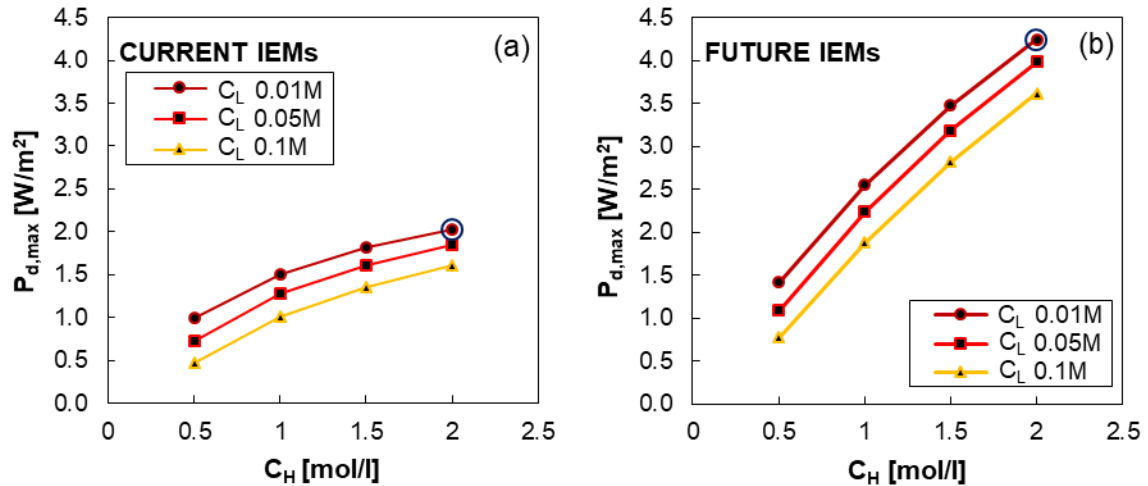 CURRENT IEMs
(a)
C_L 0.01M
C_L 0.05M
C_L 0.1M
P_d,max [W/m²]
4.5
4.0
3.5
3.0
2.5
2.0
1.5
1.0
0.5
0.0
0
0.5
1
1.5
2
2.5
C_H [mol/l]
FUTURE IEMs
(b)
C_L 0.01M
C_L 0.05M
C_L 0.1M
P_d,max [W/m²]
4.5
4.0
3.5
3.0
2.5
2.0
1.5
1.0
0.5
0.0
0
0.5
1
1.5
2
2.5
C_H [mol/l]